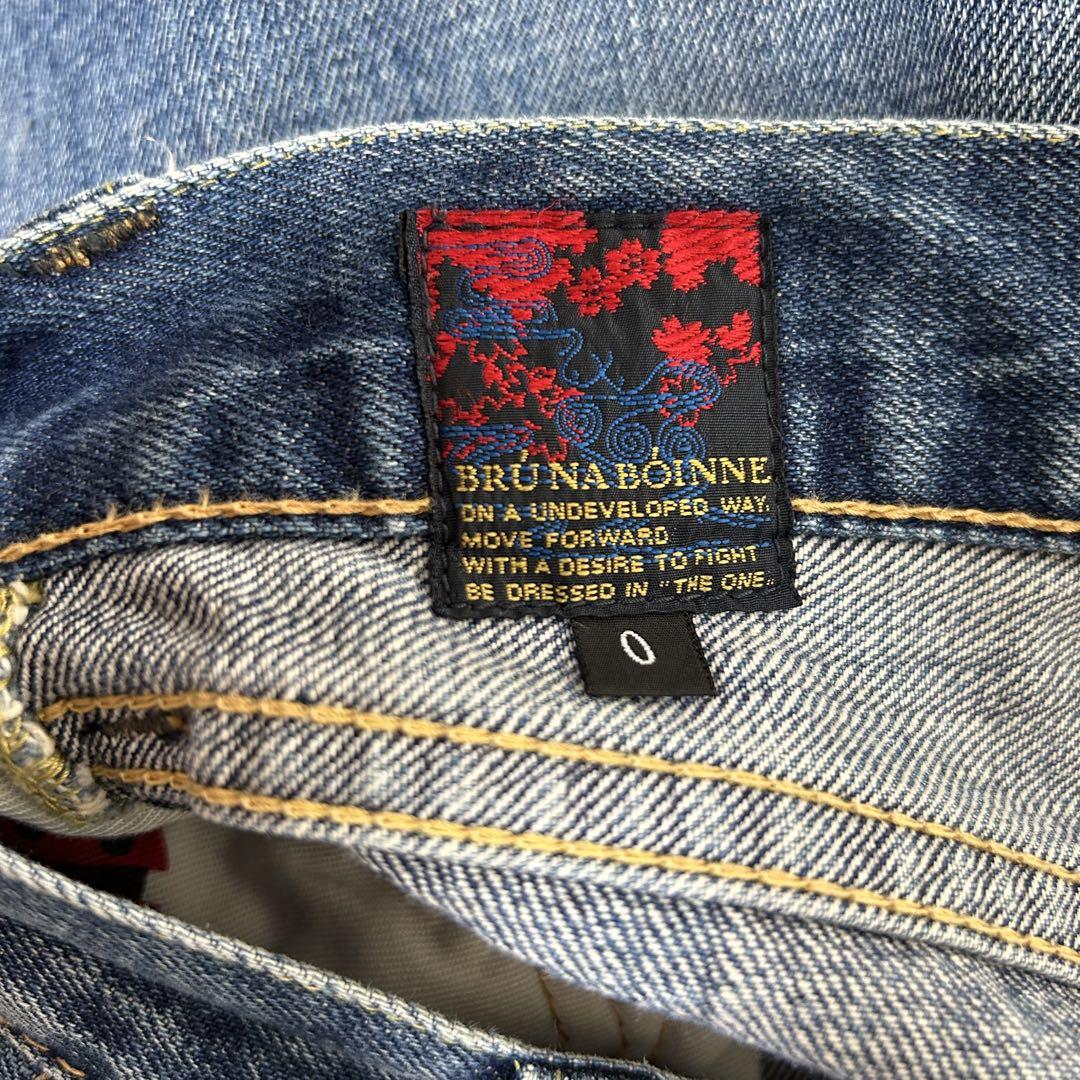 BRÚ NA BÓINNE
ON A UNDEVELOPED WAY.
MOVE FORWARD
WITH A DESIRE TO FIGHT
BE DRESSED IN "THE ONE"
0